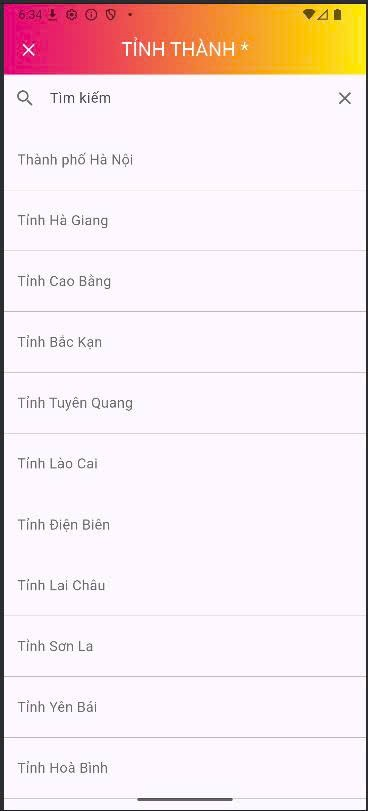 6:34
TỈNH THÀNH *
Tìm kiếm
Thành phố Hà Nội
Tỉnh Hà Giang
Tỉnh Cao Bằng
Tỉnh Bắc Kạn
Tỉnh Tuyên Quang
Tỉnh Lào Cai
Tỉnh Điện Biên
Tỉnh Lai Châu
Tỉnh Sơn La
Tỉnh Yên Bái
Tỉnh Hoà Bình